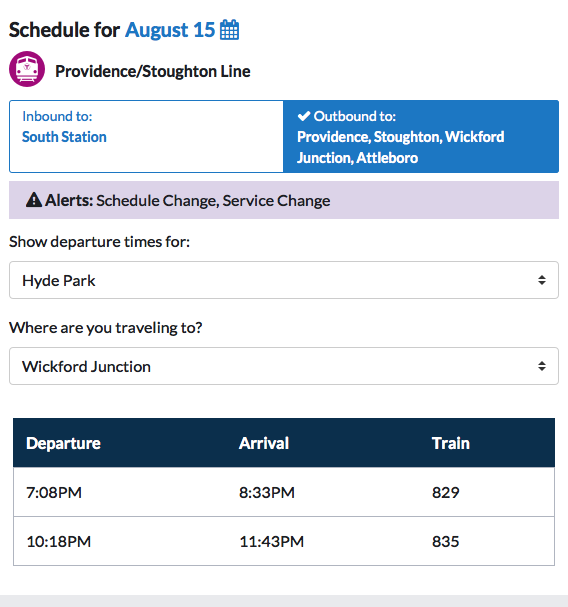 Schedule for August 15
Providence/Stoughton Line
Inbound to:
South Station
Outbound to:
Providence, Stoughton, Wickford
Junction, Attleboro
Alerts: Schedule Change, Service Change
Show departure times for:
Hyde Park
Where are you traveling to?
Wickford Junction
Departure Arrival Train
7:08PM 8:33PM 829
10:18PM 11:43PM 835